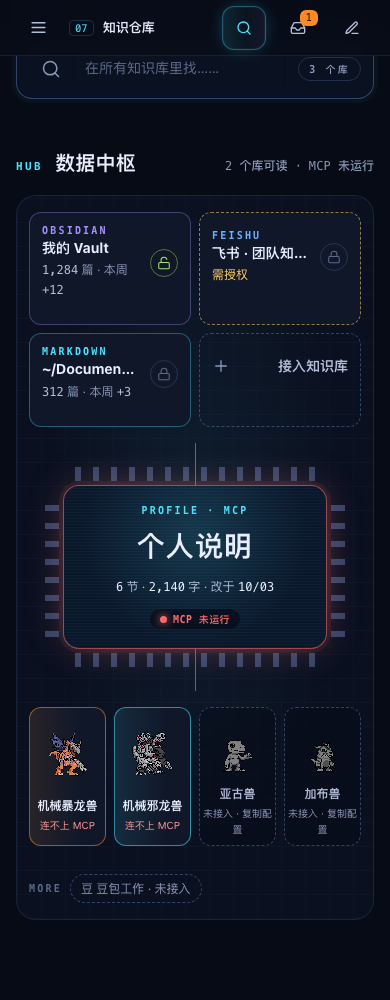 07 知识仓库
1
在所有知识库里找…… 3 个库
HUB 数据中枢 2 个库可读 · MCP 未运行
OBSIDIAN
我的 Vault
1,284 篇 · 本周
+12
FEISHU
飞书 · 团队知...
需授权
MARKDOWN
~/Documen...
312 篇 · 本周 +3
接入知识库
PROFILE · MCP
个人说明
6 节 · 2,140 字 · 改于 10/03
MCP 未运行
机械暴龙兽
连不上 MCP
机械邪龙兽
连不上 MCP
亚古兽
未接入 · 复制配
置
加布兽
未接入 · 复制配
置
MORE 豆 豆包工作 · 未接入